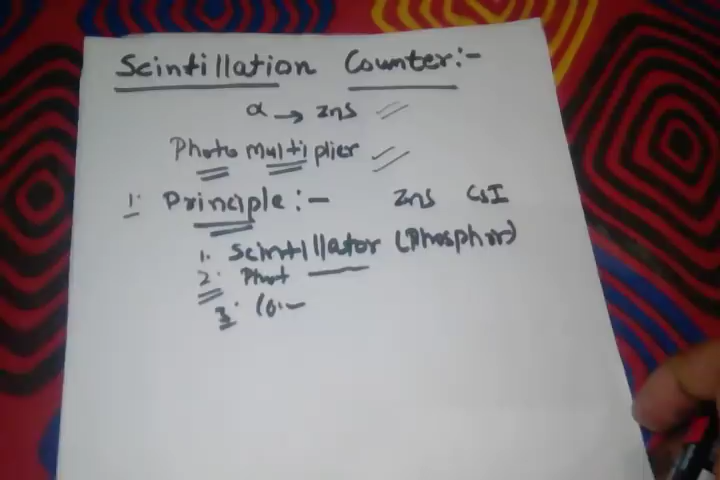 Scintillation Counter:-
α → ZnS
Photo Multiplier
1. Principle:- ZnS CsI
1. Scintillator (Phosphor)
2. Phot
3.